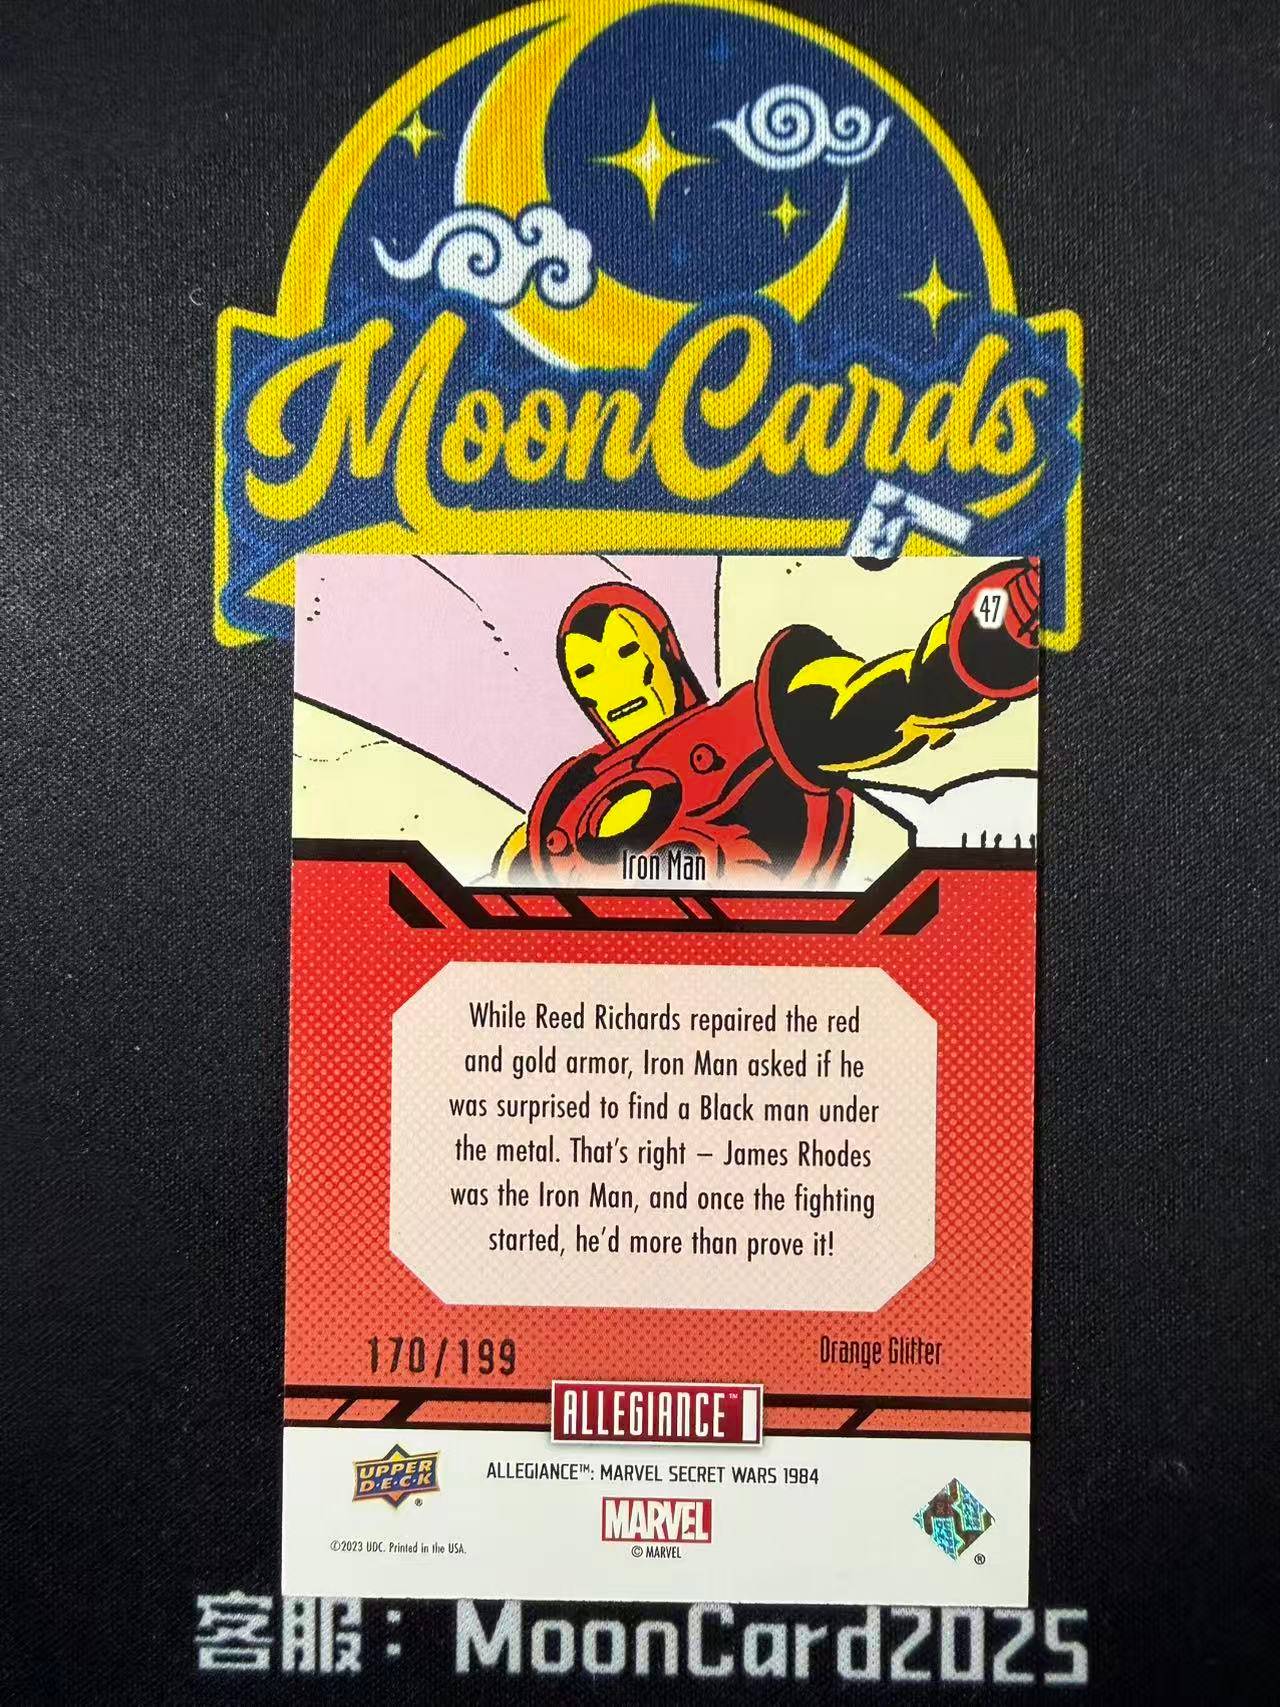 MoonCards
47
Iron Man
While Reed Richards repaired the red
and gold armor, Iron Man asked if he
was surprised to find a Black man under
the metal. That's right – James Rhodes
was the Iron Man, and once the fighting
started, he'd more than prove it!
170/199
Orange Glitter
ALLEGIANCE™
UPPER
D·E·C·K
®
ALLEGIANCE™: MARVEL SECRET WARS 1984
MARVEL
© MARVEL
©2023 UDC. Printed in the USA.
®
客服：MoonCard2025